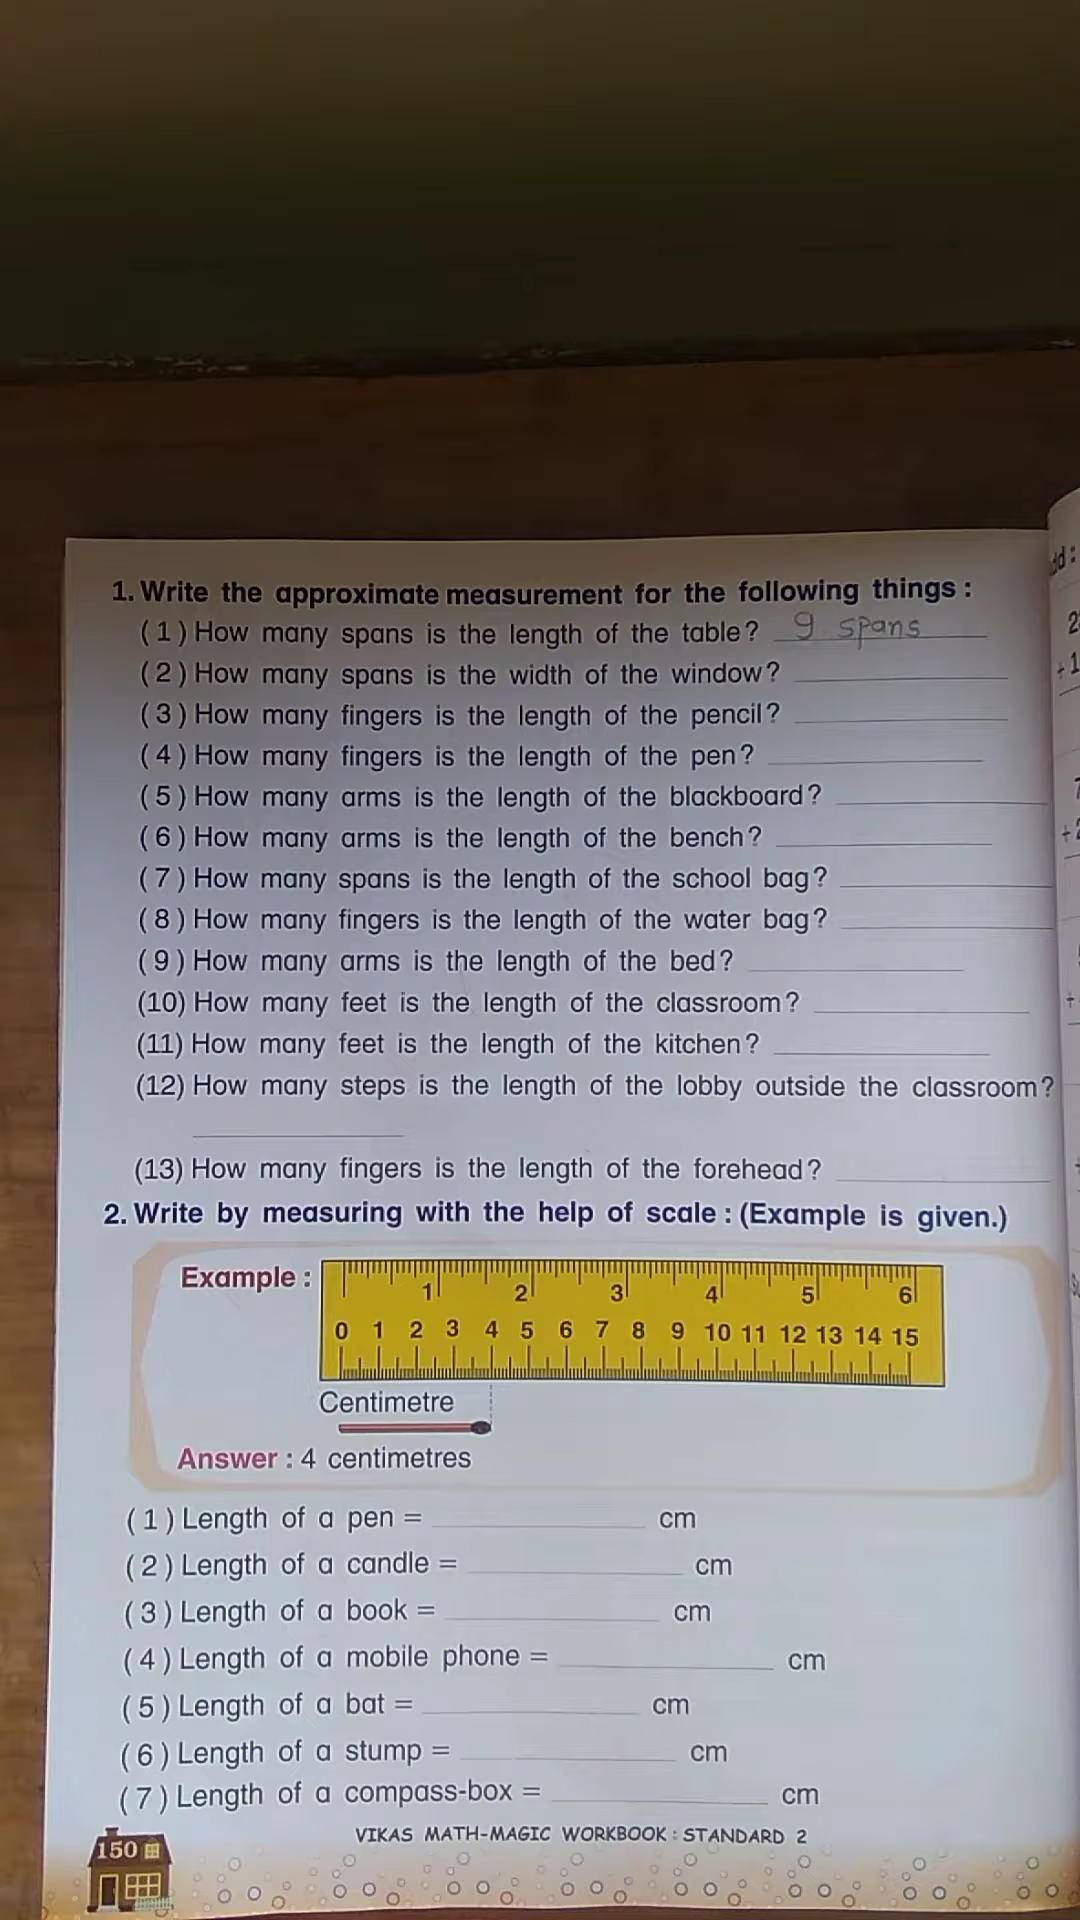 1. Write the approximate measurement for the following things :
(1) How many spans is the length of the table? 9 spans
(2) How many spans is the width of the window?
(3) How many fingers is the length of the pencil?
(4) How many fingers is the length of the pen?
(5) How many arms is the length of the blackboard?
(6) How many arms is the length of the bench?
(7) How many spans is the length of the school bag?
(8) How many fingers is the length of the water bag?
(9) How many arms is the length of the bed?
(10) How many feet is the length of the classroom?
(11) How many feet is the length of the kitchen?
(12) How many steps is the length of the lobby outside the classroom?
(13) How many fingers is the length of the forehead?
2. Write by measuring with the help of scale : (Example is given.)
Example :
1 2 3 4 5 6
0 1 2 3 4 5 6 7 8 9 10 11 12 13 14 15
Centimetre
Answer : 4 centimetres
(1) Length of a pen = cm
(2) Length of a candle = cm
(3) Length of a book = cm
(4) Length of a mobile phone = cm
(5) Length of a bat = cm
(6) Length of a stump = cm
(7) Length of a compass-box = cm
150
VIKAS MATH-MAGIC WORKBOOK : STANDARD 2